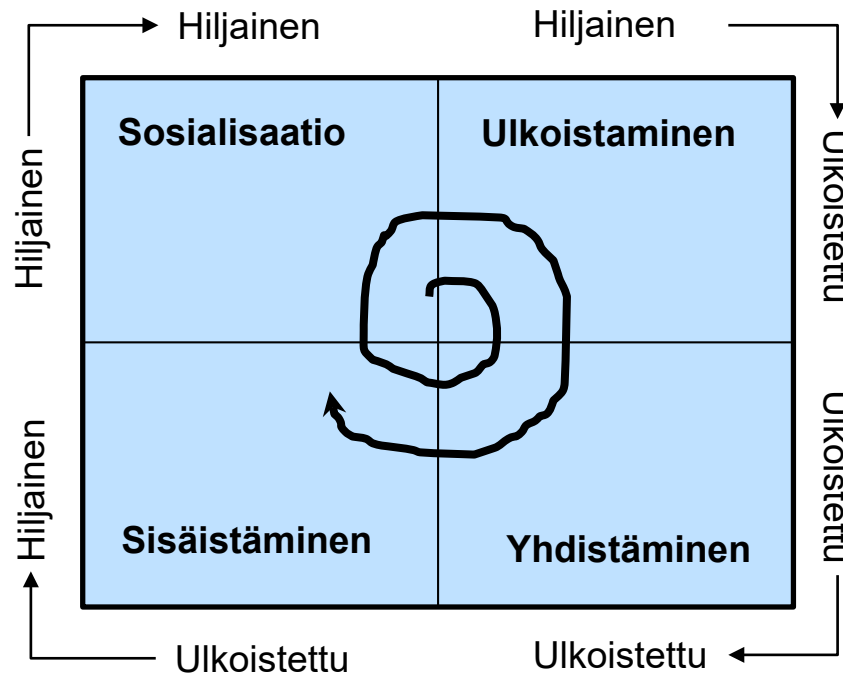 Hiljainen
Hiljainen
Hiljainen
Sosialisaatio
Ulkoistaminen
Ulkoistettu
Hiljainen
Sisäistäminen
Yhdistäminen
Ulkoistettu
Ulkoistettu
Ulkoistettu